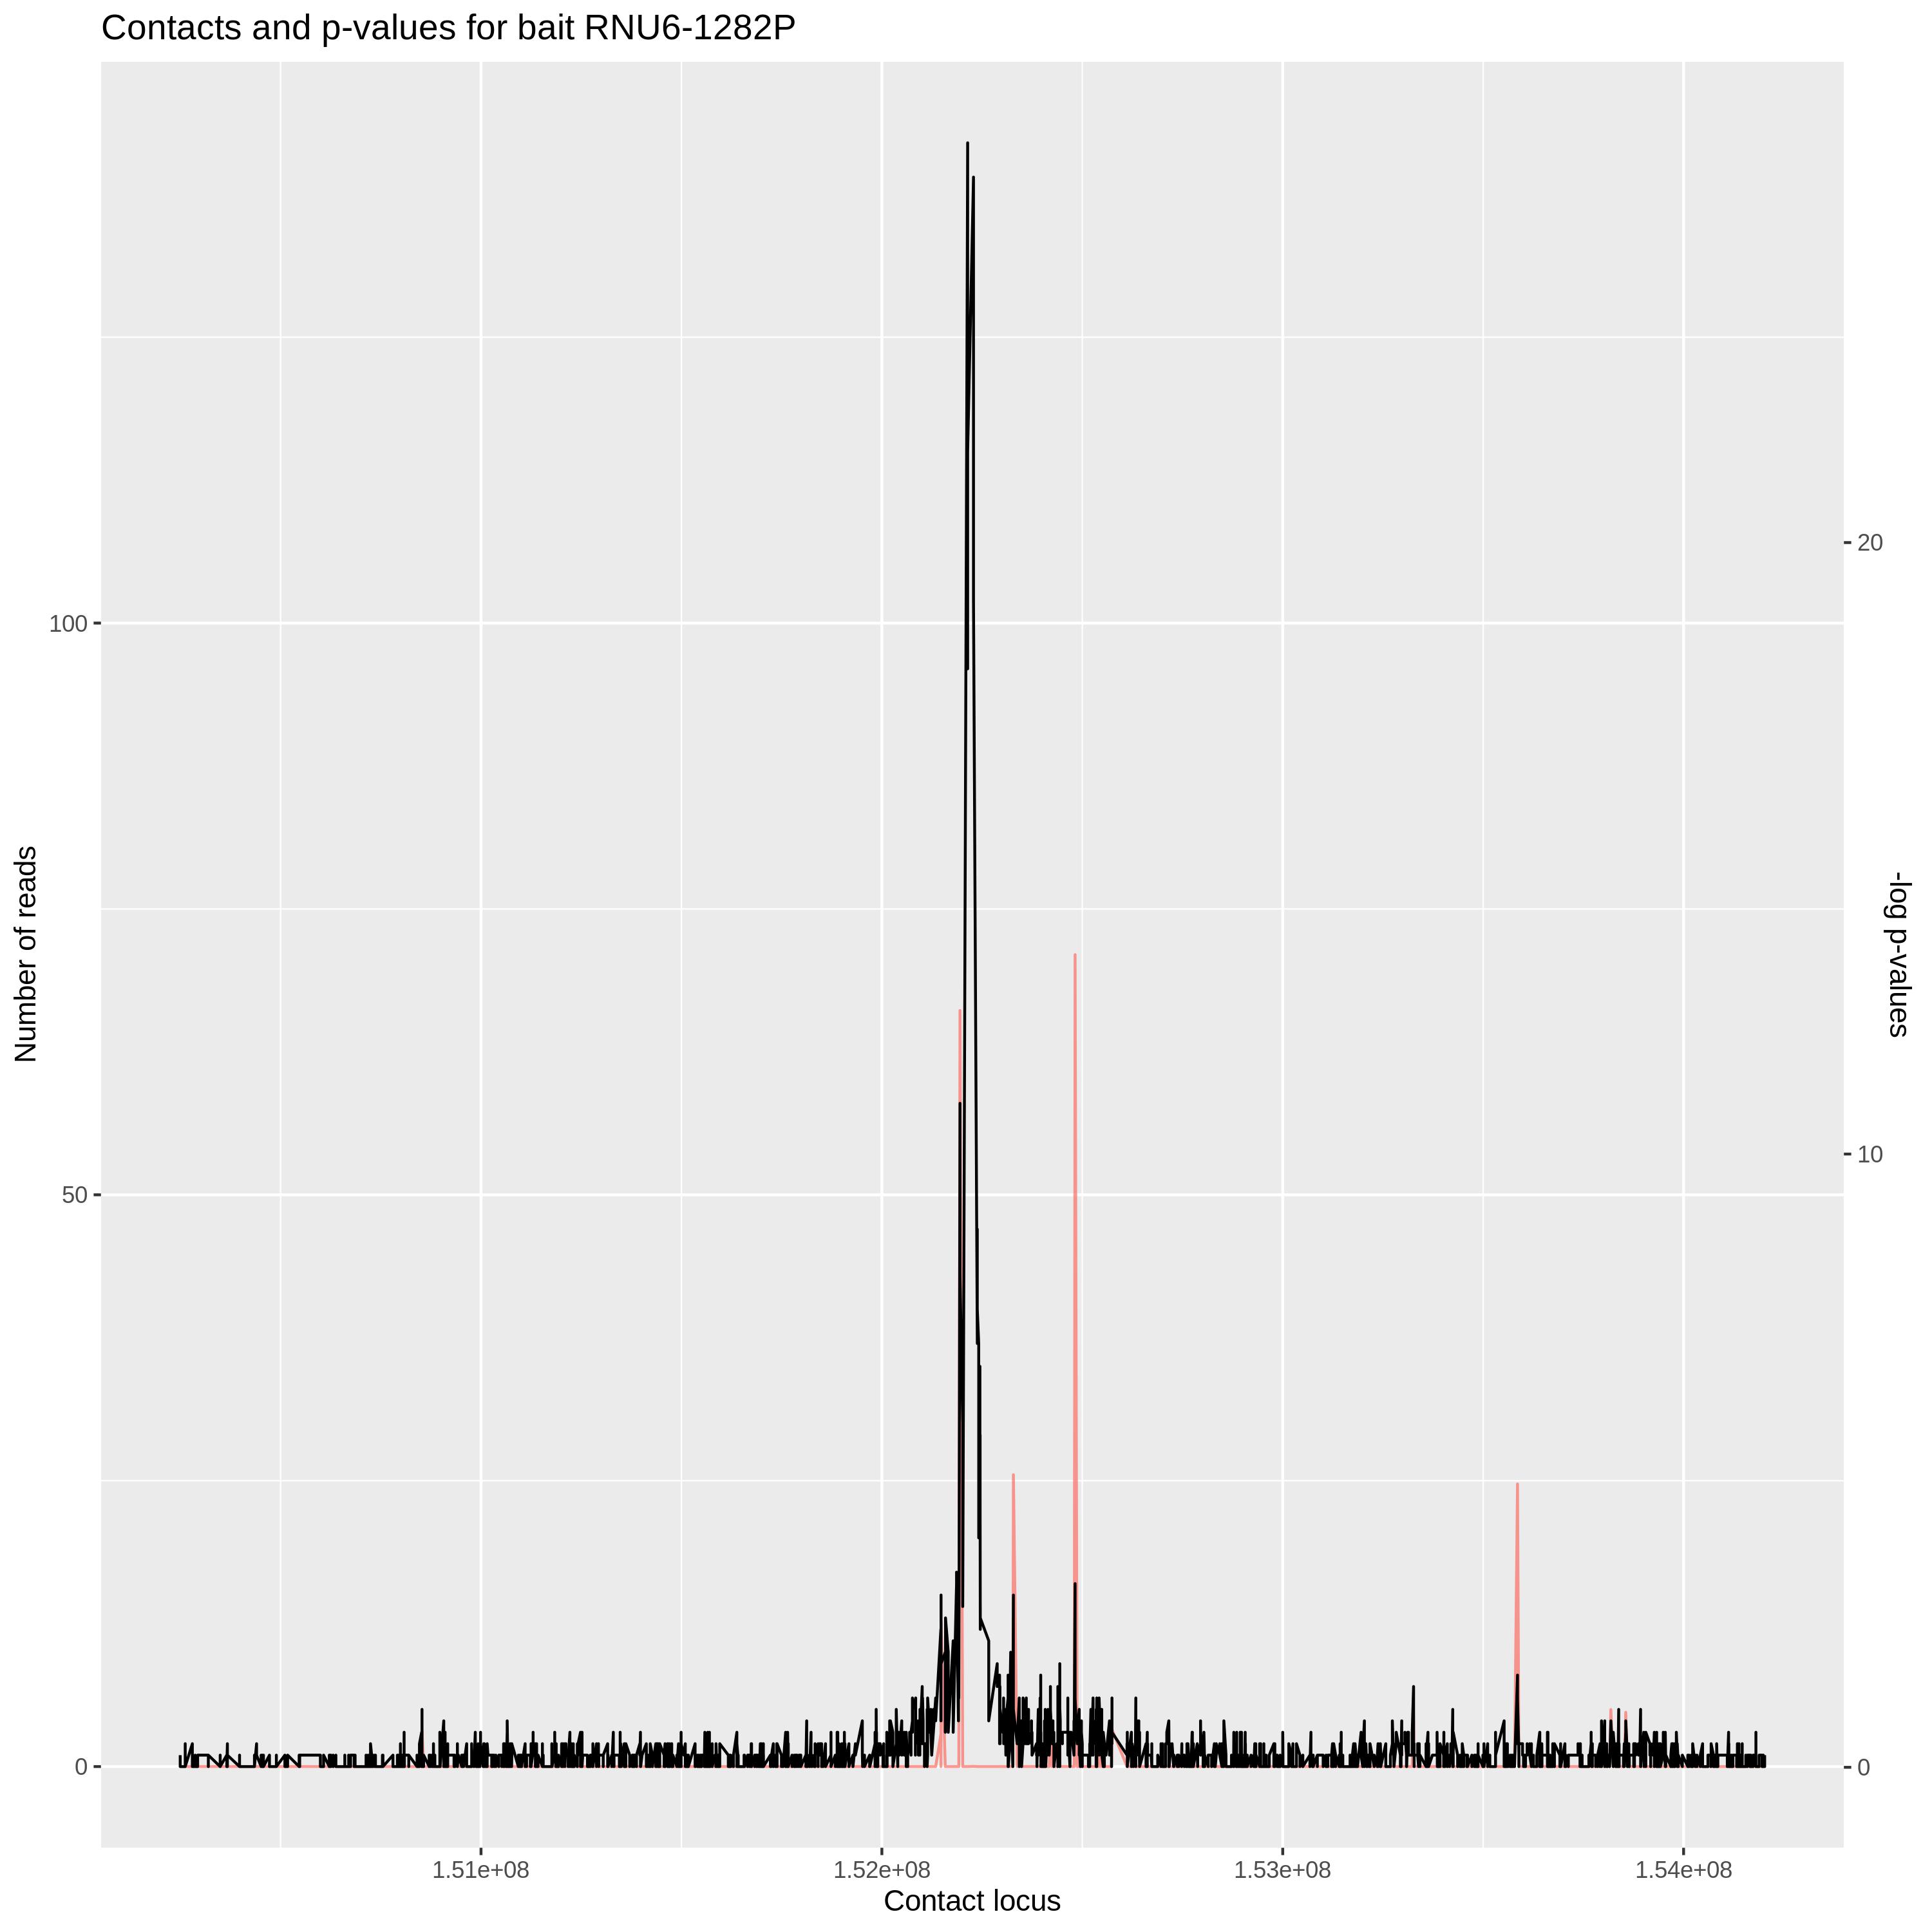 Contacts and p-values for bait RNU6-1282P
Number of reads
100
50
0
20
10
0
-log p-values
1.51e+08 1.52e+08 1.53e+08 1.54e+08
Contact locus